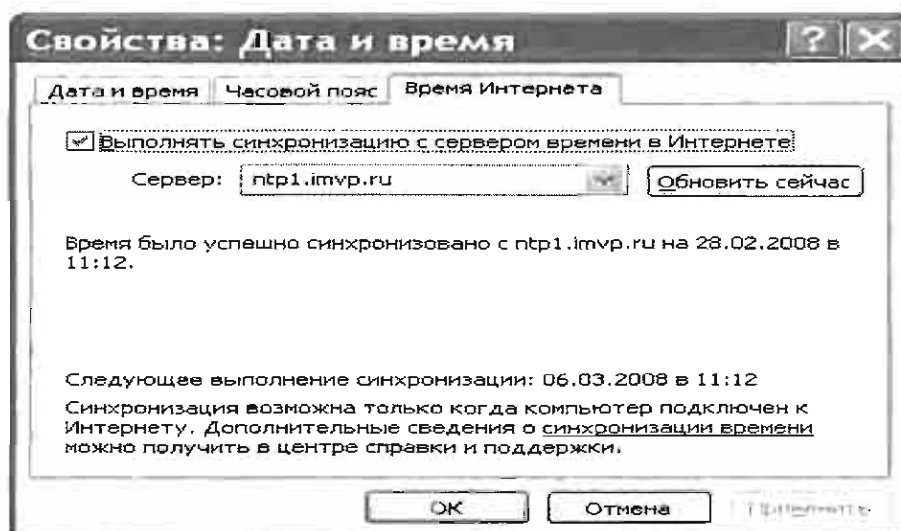 Свойства: Дата и время
Дата и время Часовой пояс Время Интернета
Выполнять синхронизацию с сервером времени в Интернете
Сервер: ntp1.imvp.ru Обновить сейчас
Время было успешно синхронизовано с ntp1.imvp.ru на 28.02.2008 в
11:12.
Следующее выполнение синхронизации: 06.03.2008 в 11:12
Синхронизация возможна только когда компьютер подключен к
Интернету. Дополнительные сведения о синхронизации времени
можно получить в центре справки и поддержки.
OK Отмена Применить